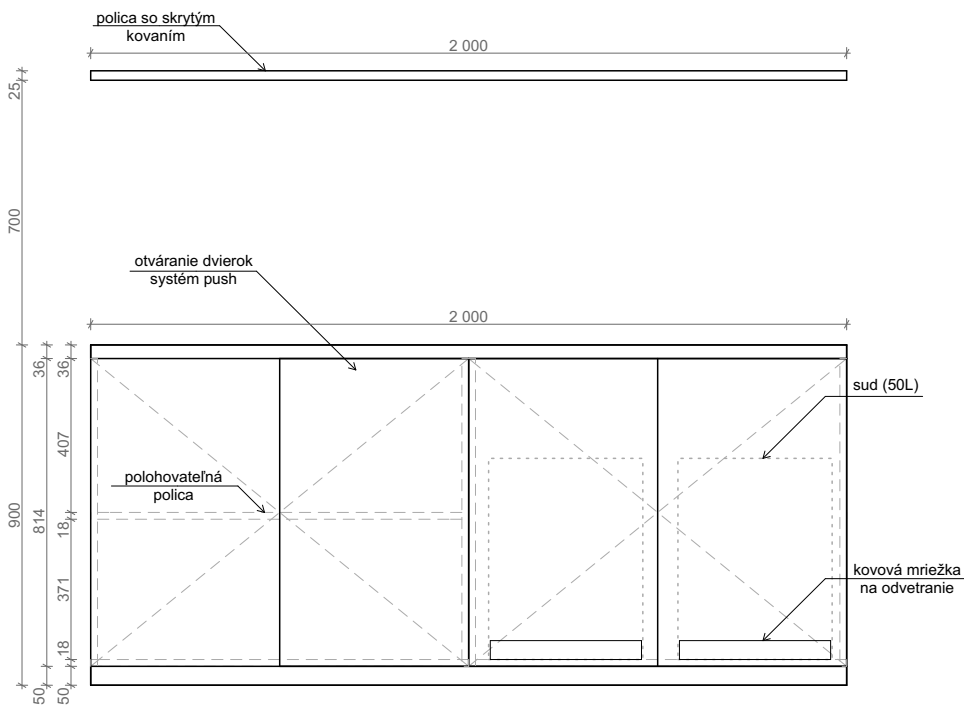 polica so skrytým
kovaním
2 000
25
700
otváranie dvierok
systém push
2 000
36
36
sud (50L)
407
polohovateľná
polica
900
814
18
371
kovová mriežka
na odvetranie
18
50
50